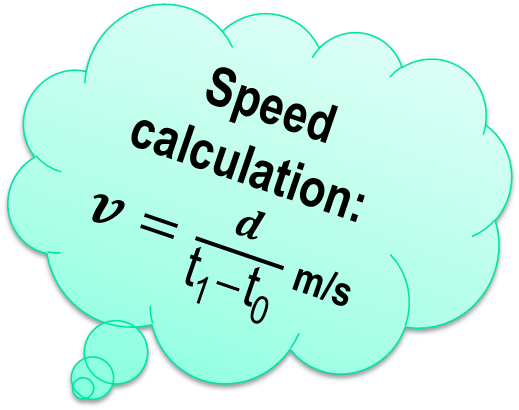 Speed
calculation:
v = d / t₁–t₀ m/s